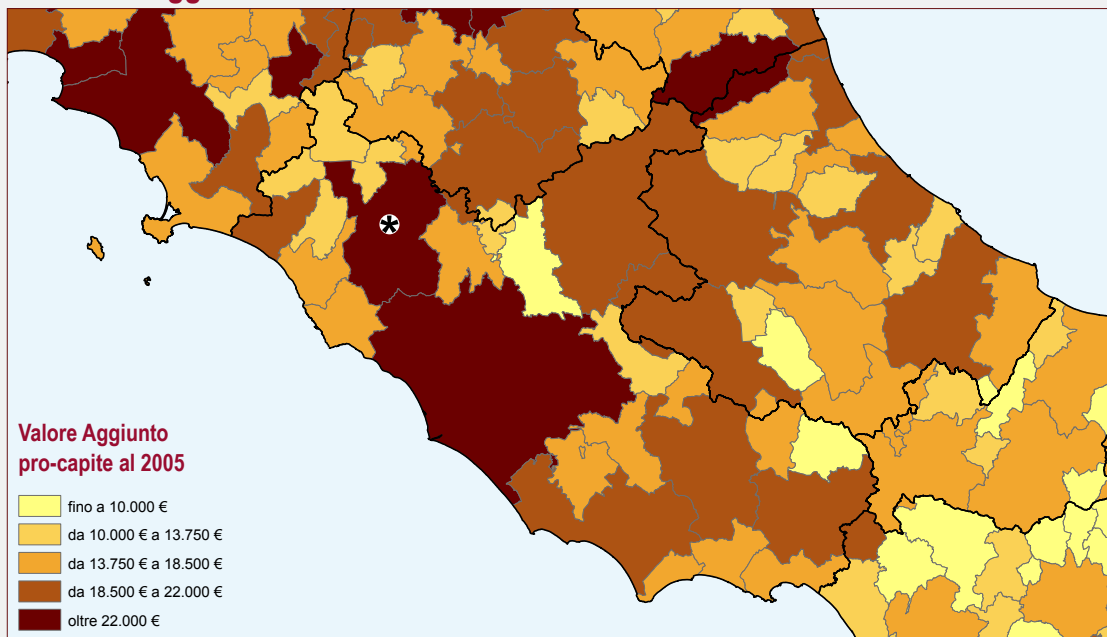 Valore Aggiunto
pro-capite al 2005
fino a 10.000 €
da 10.000 € a 13.750 €
da 13.750 € a 18.500 €
da 18.500 € a 22.000 €
oltre 22.000 €